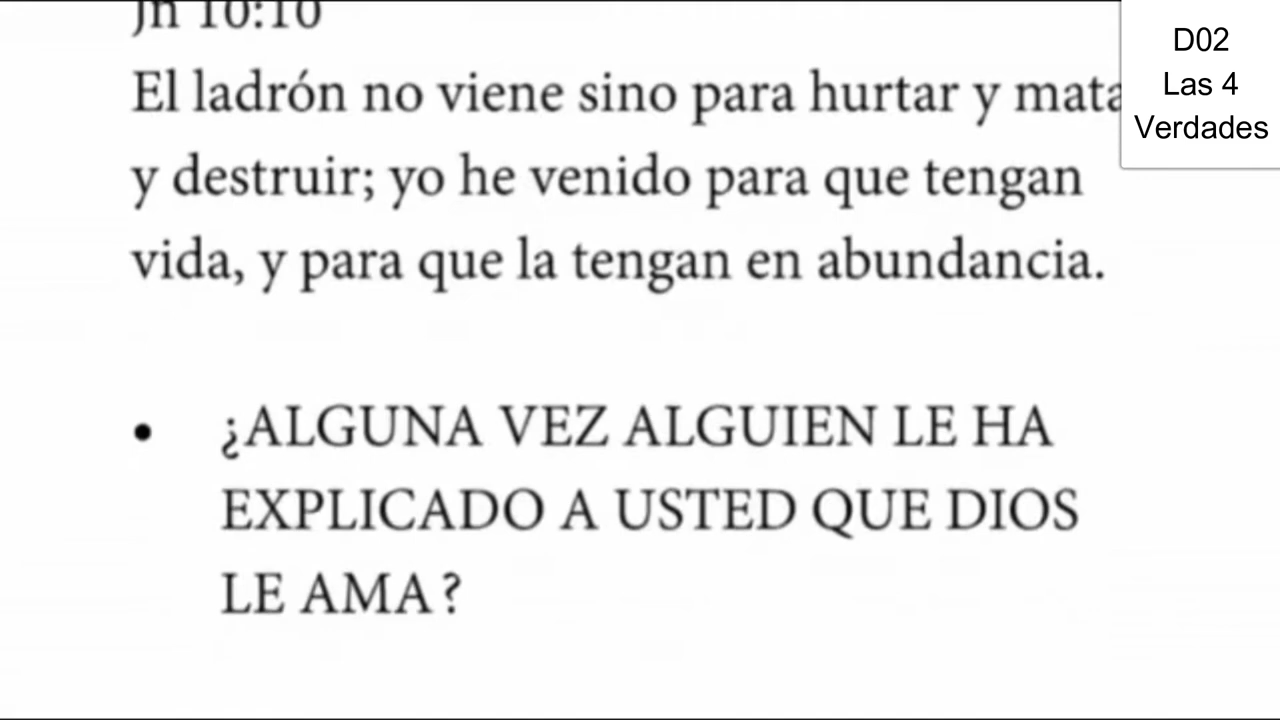 Jn 10:10
El ladrón no viene sino para hurtar y mata
y destruir; yo he venido para que tengan
vida, y para que la tengan en abundancia.
• ¿ALGUNA VEZ ALGUIEN LE HA
EXPLICADO A USTED QUE DIOS
LE AMA?
D02
Las 4
Verdades